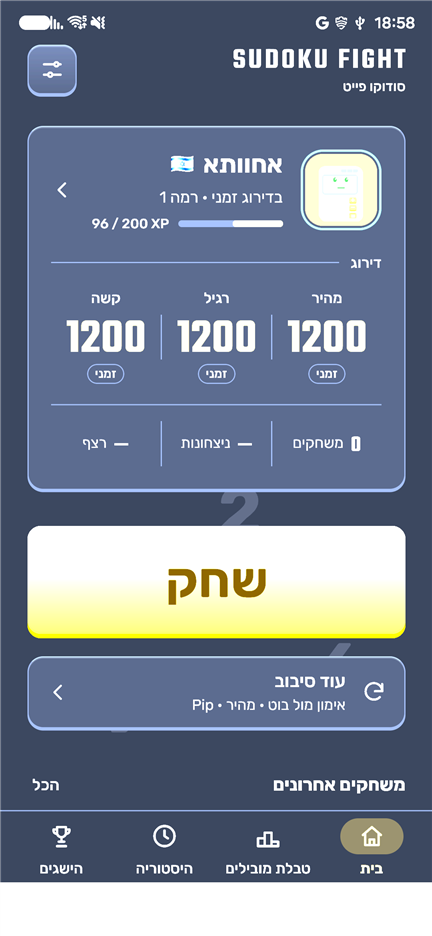 18:58
SUDOKU FIGHT
סודוקו פייט
אחוותא
בדירוג זמני • רמה 1
96 / 200 XP
דירוג
מהיר רגיל קשה
1200 1200 1200
זמני זמני זמני
0 משחקים — ניצחונות — רצף
2
שחק
עוד סיבוב
אימון מול בוט • מהיר • Pip
משחקים אחרונים הכל
בית טבלת מובילים היסטוריה הישגים